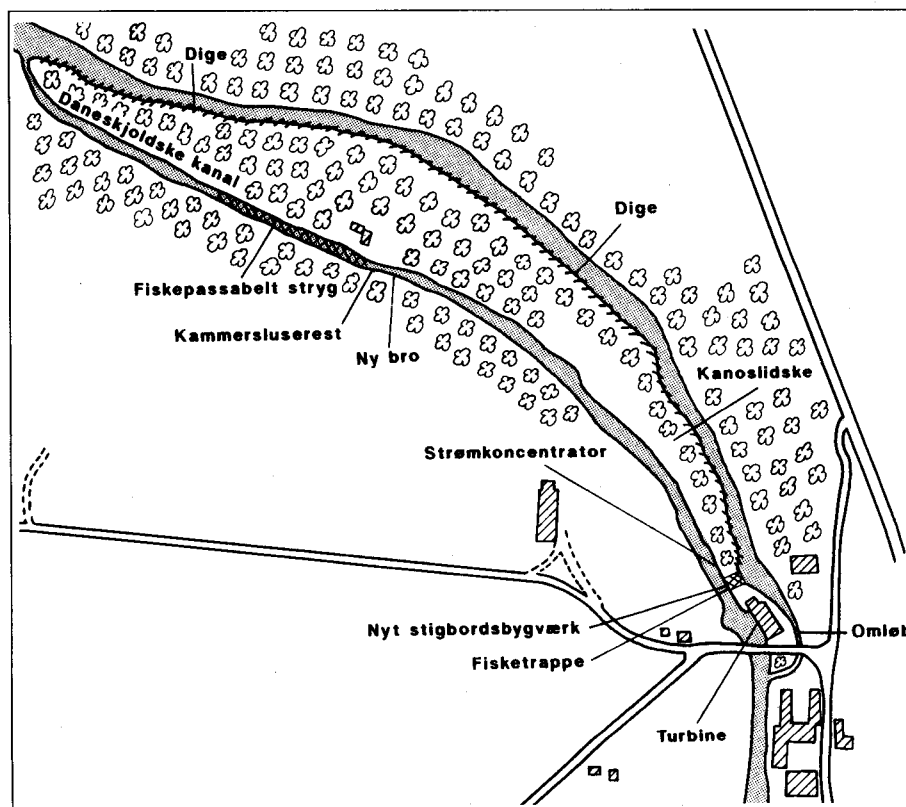 Dige
Daneskjoldske kanal
Dige
Fiskepassabelt stryg
Kammersluserest
Ny bro
Kanoslidske
Strømkoncentrator
Nyt stigbordsbygværk
Omløb
Fisketrappe
Turbine